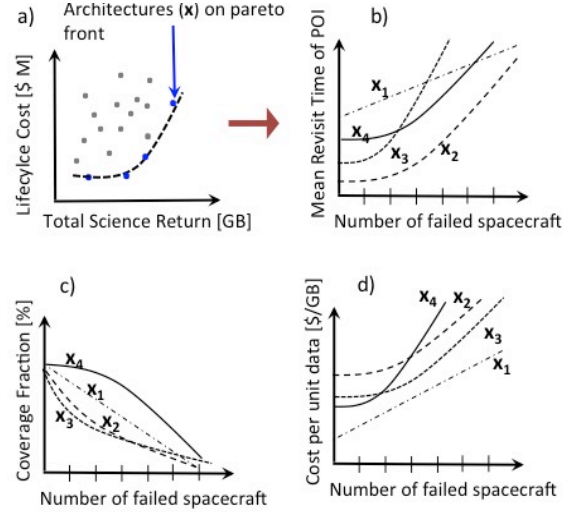 a)
Architectures (x) on pareto
front
Lifecylce Cost [$ M]
Total Science Return [GB]
b)
Mean Revisit Time of POI
x1
x4
x3
x2
Number of failed spacecraft
c)
Coverage Fraction [%]
x4
x1
x2
x3
Number of failed spacecraft
d)
Cost per unit data [$/GB]
x4
x2
x3
x1
Number of failed spacecraft